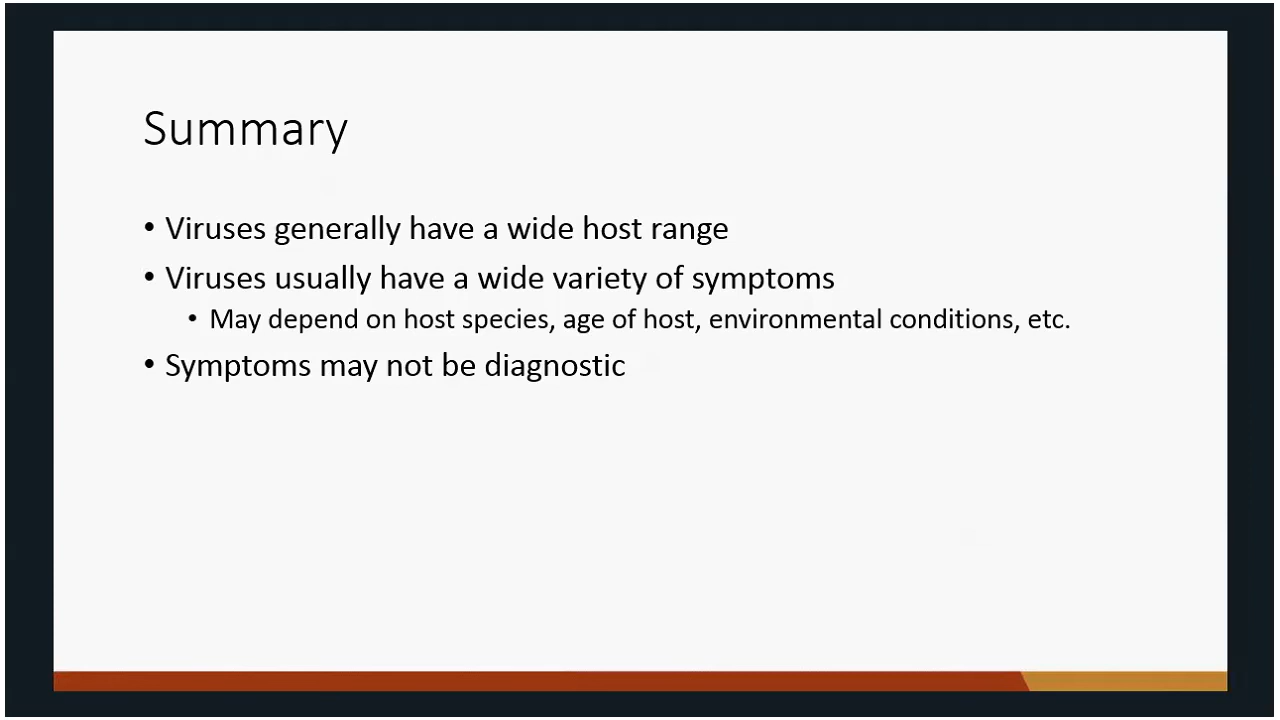 Summary
• Viruses generally have a wide host range
• Viruses usually have a wide variety of symptoms
• May depend on host species, age of host, environmental conditions, etc.
• Symptoms may not be diagnostic